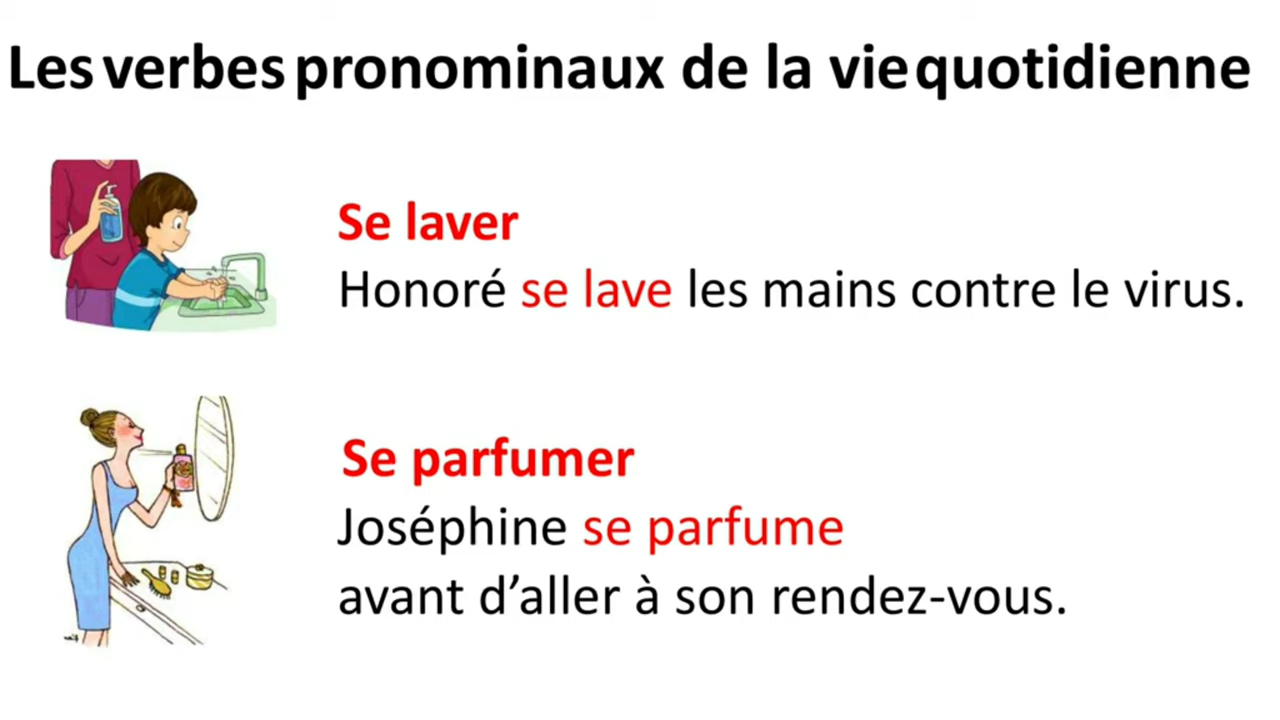 Les verbes pronominaux de la vie quotidienne
Se laver
Honoré se lave les mains contre le virus.
Se parfumer
Joséphine se parfume
avant d’aller à son rendez-vous.